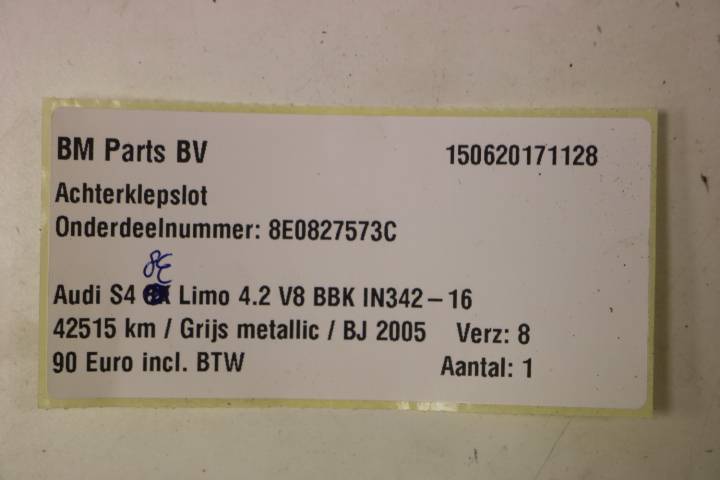 BM Parts BV 150620171128
Achterklepslot
Onderdeelnummer: 8E0827573C
8E
Audi S4 Limo 4.2 V8 BBK IN342-16
42515 km / Grijs metallic / BJ 2005 Verz: 8
90 Euro incl. BTW Aantal: 1